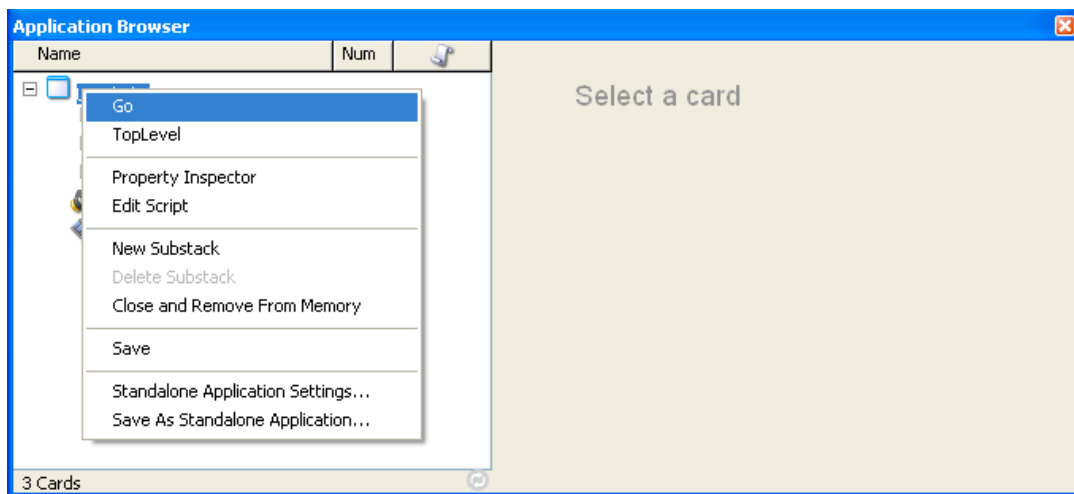 Application Browser
Name Num
Select a card
Go
TopLevel
Property Inspector
Edit Script
New Substack
Delete Substack
Close and Remove From Memory
Save
Standalone Application Settings...
Save As Standalone Application...
3 Cards